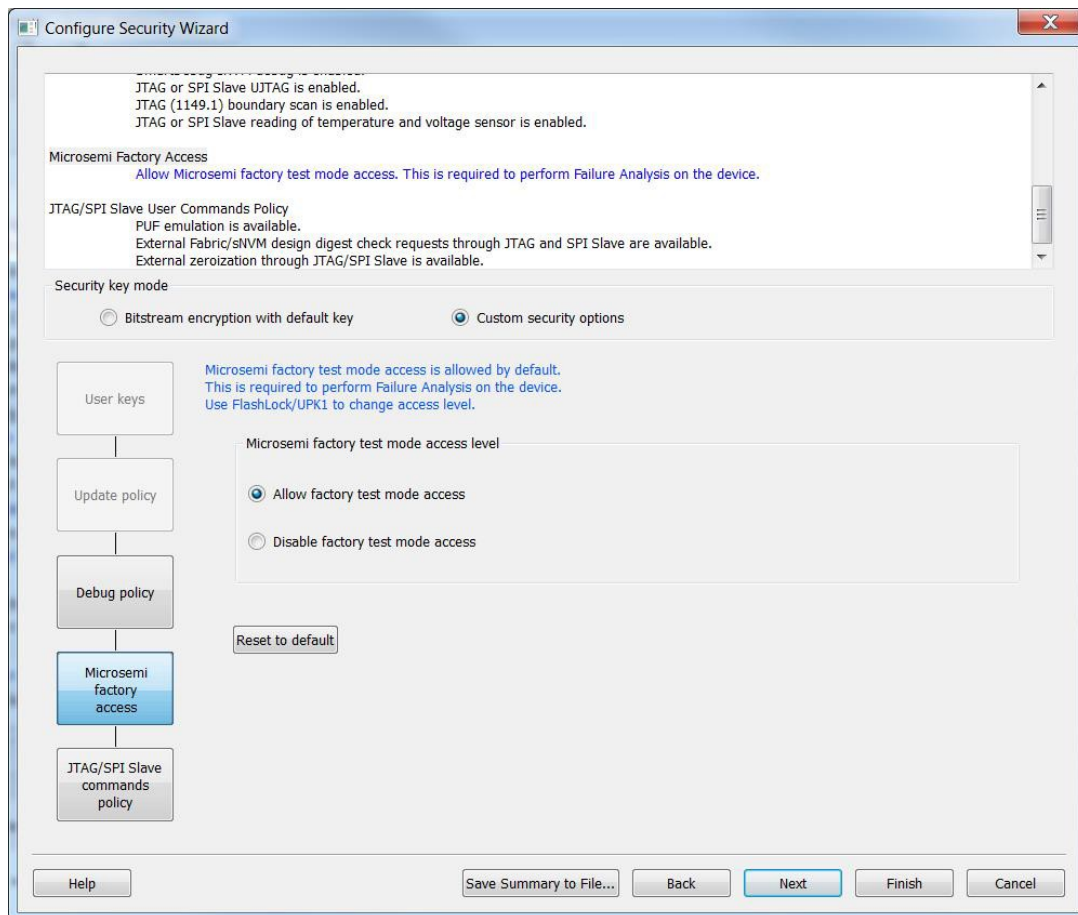 Configure Security Wizard
JTAG or SPI Slave UJTAG is enabled.
JTAG (1149.1) boundary scan is enabled.
JTAG or SPI Slave reading of temperature and voltage sensor is enabled.
Microsemi Factory Access
Allow Microsemi factory test mode access. This is required to perform Failure Analysis on the device.
JTAG/SPI Slave User Commands Policy
PUF emulation is available.
External Fabric/sNVM design digest check requests through JTAG and SPI Slave are available.
External zeroization through JTAG/SPI Slave is available.
Security key mode
Bitstream encryption with default key
Custom security options
User keys
Update policy
Debug policy
Microsemi
factory
access
JTAG/SPI Slave
commands
policy
Microsemi factory test mode access is allowed by default.
This is required to perform Failure Analysis on the device.
Use FlashLock/UPK1 to change access level.
Microsemi factory test mode access level
Allow factory test mode access
Disable factory test mode access
Reset to default
Help
Save Summary to File...
Back
Next
Finish
Cancel